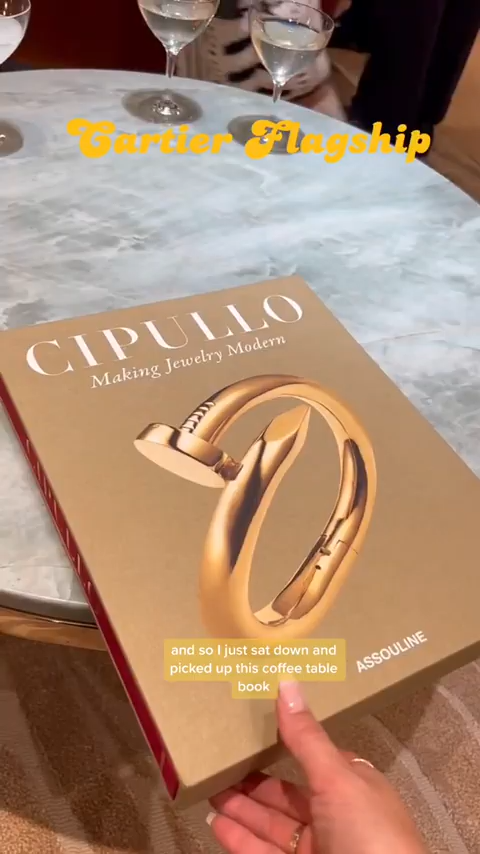 Cartier Flagship
CIPULLO
Making Jewelry Modern
ASSOULINE
and so I just sat down and
picked up this coffee table
book